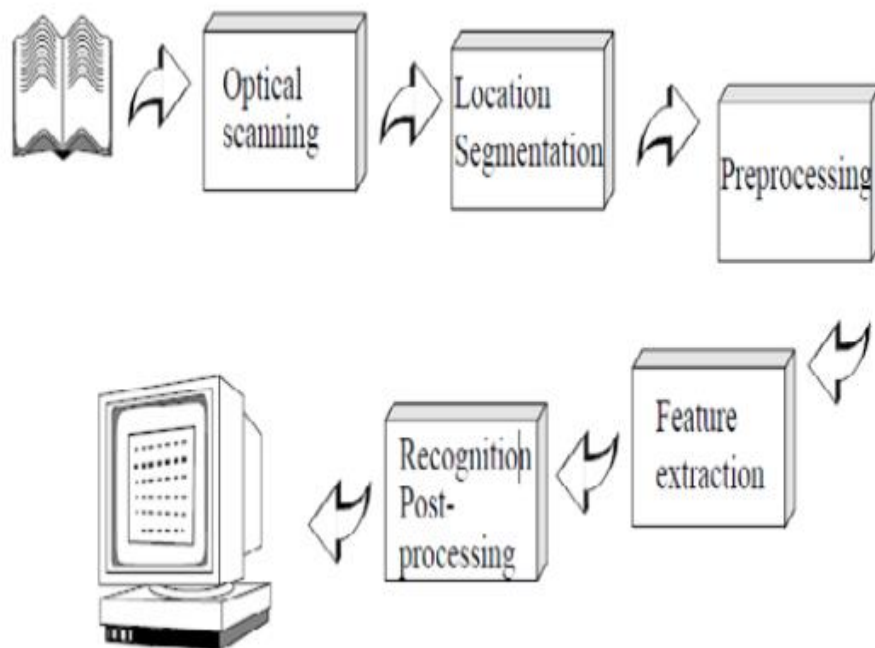 Optical
scanning
Location
Segmentation
Preprocessing
Feature
extraction
Recognition
Post-
processing